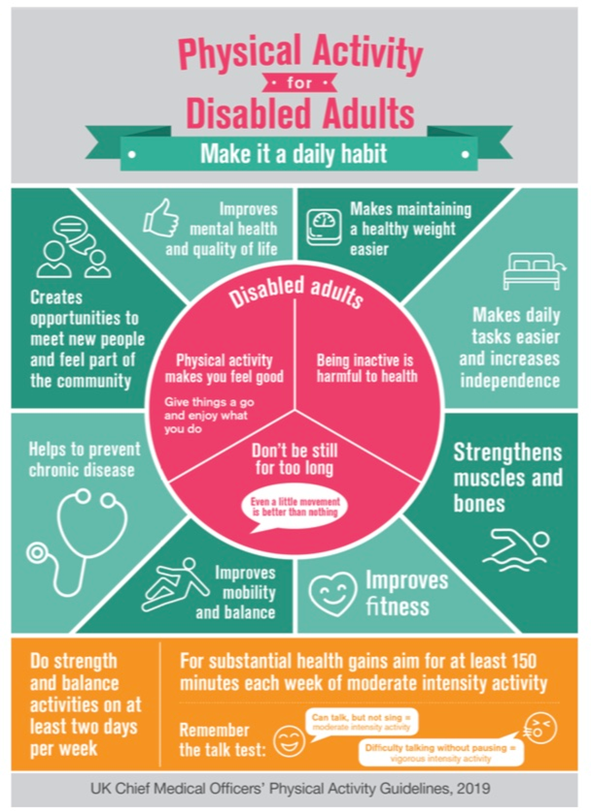 Physical Activity
for
Disabled Adults
Make it a daily habit
Improves
mental health
and quality of life
Makes maintaining
a healthy weight
easier
Creates
opportunities to
meet new people
and feel part of
the community
Makes daily
tasks easier
and increases
independence
Disabled adults
Physical activity
makes you feel good
Give things a go
and enjoy what
you do
Being inactive is
harmful to health
Don't be still
for too long
Even a little movement
is better than nothing
Helps to prevent
chronic disease
Strengthens
muscles and
bones
Improves
mobility
and balance
Improves
fitness
Do strength
and balance
activities on at
least two days
per week
For substantial health gains aim for at least 150
minutes each week of moderate intensity activity
Remember
the talk test:
Can talk, but not sing =
moderate intensity activity
Difficulty talking without pausing =
vigorous intensity activity
UK Chief Medical Officers' Physical Activity Guidelines, 2019